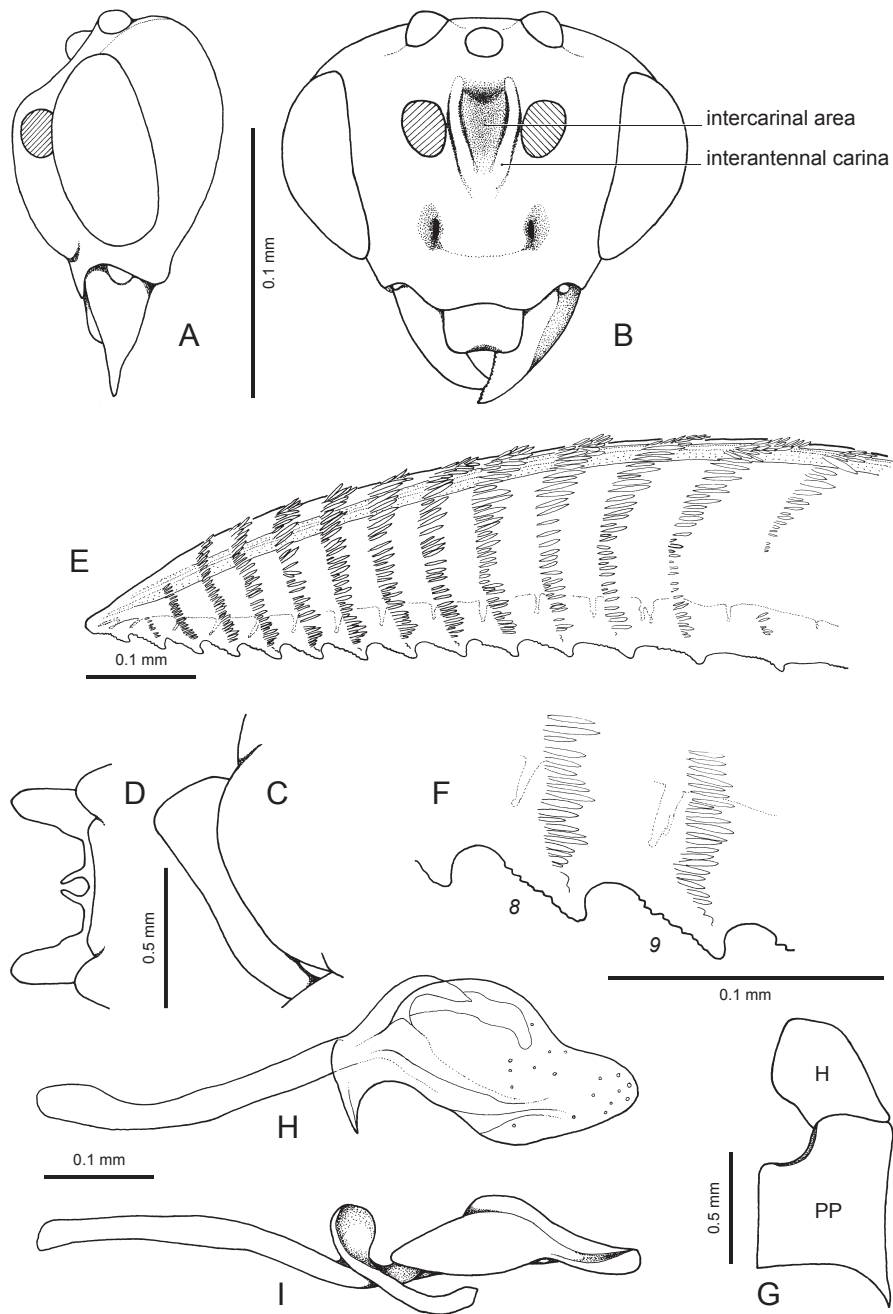 intercarinal area
interantennal carina
0.1 mm
A
B
E
0.1 mm
D
C
F
0.5 mm
8
9
0.1 mm
H
H
0.1 mm
0.5 mm
PP
I
G